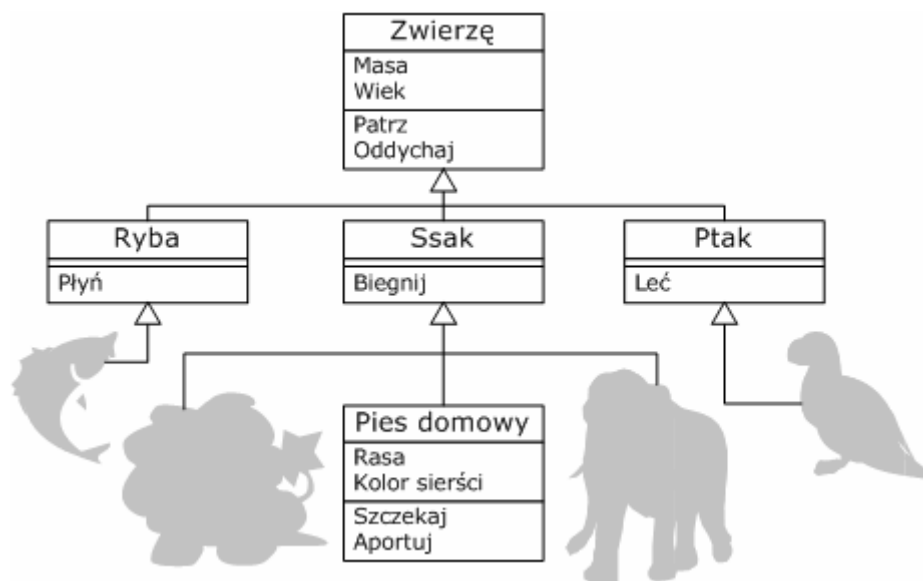 Zwierzę
Masa
Wiek
Patrz
Oddychaj
Ryba
Płyń
Ssak
Biegnij
Ptak
Leć
Pies domowy
Rasa
Kolor sierści
Szczekaj
Aportuj